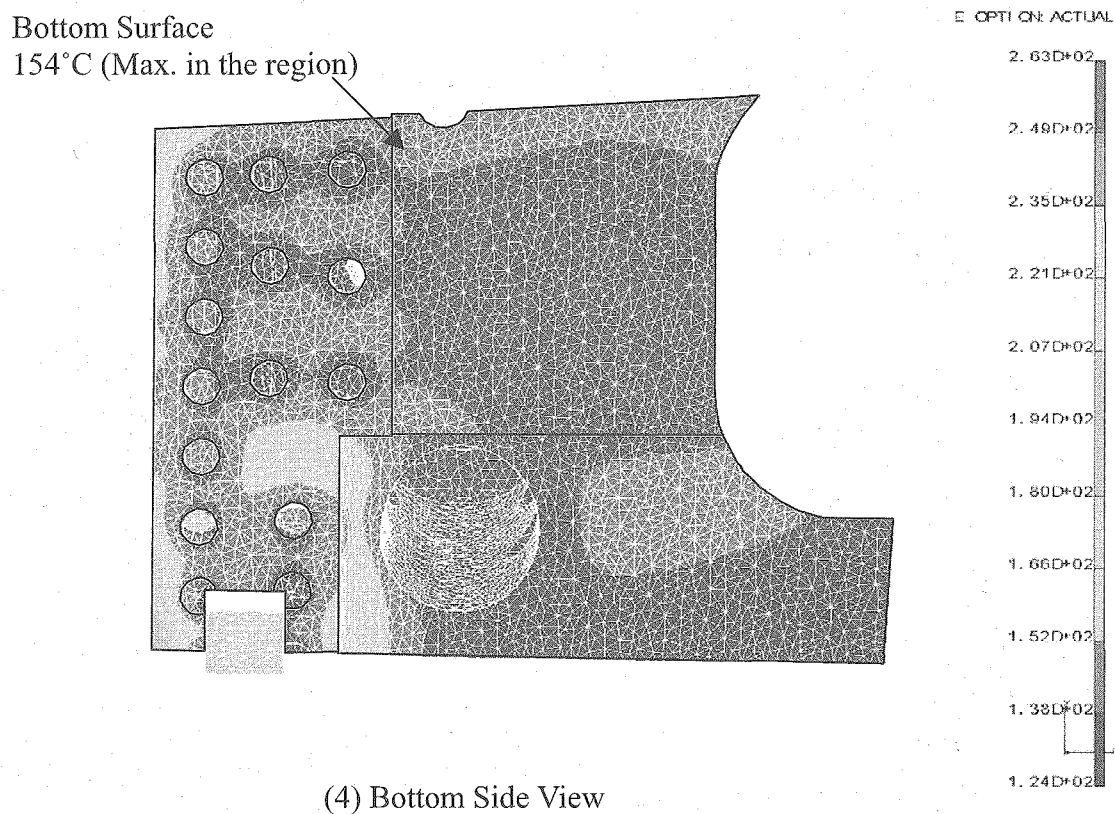 Bottom Surface
154°C (Max. in the region)
E OPTION: ACTUAL
2.63D+02
2.49D+02
2.35D+02
2.21D+02
2.07D+02
1.94D+02
1.80D+02
1.66D+02
1.52D+02
1.38D+02
1.24D+02
(4) Bottom Side View